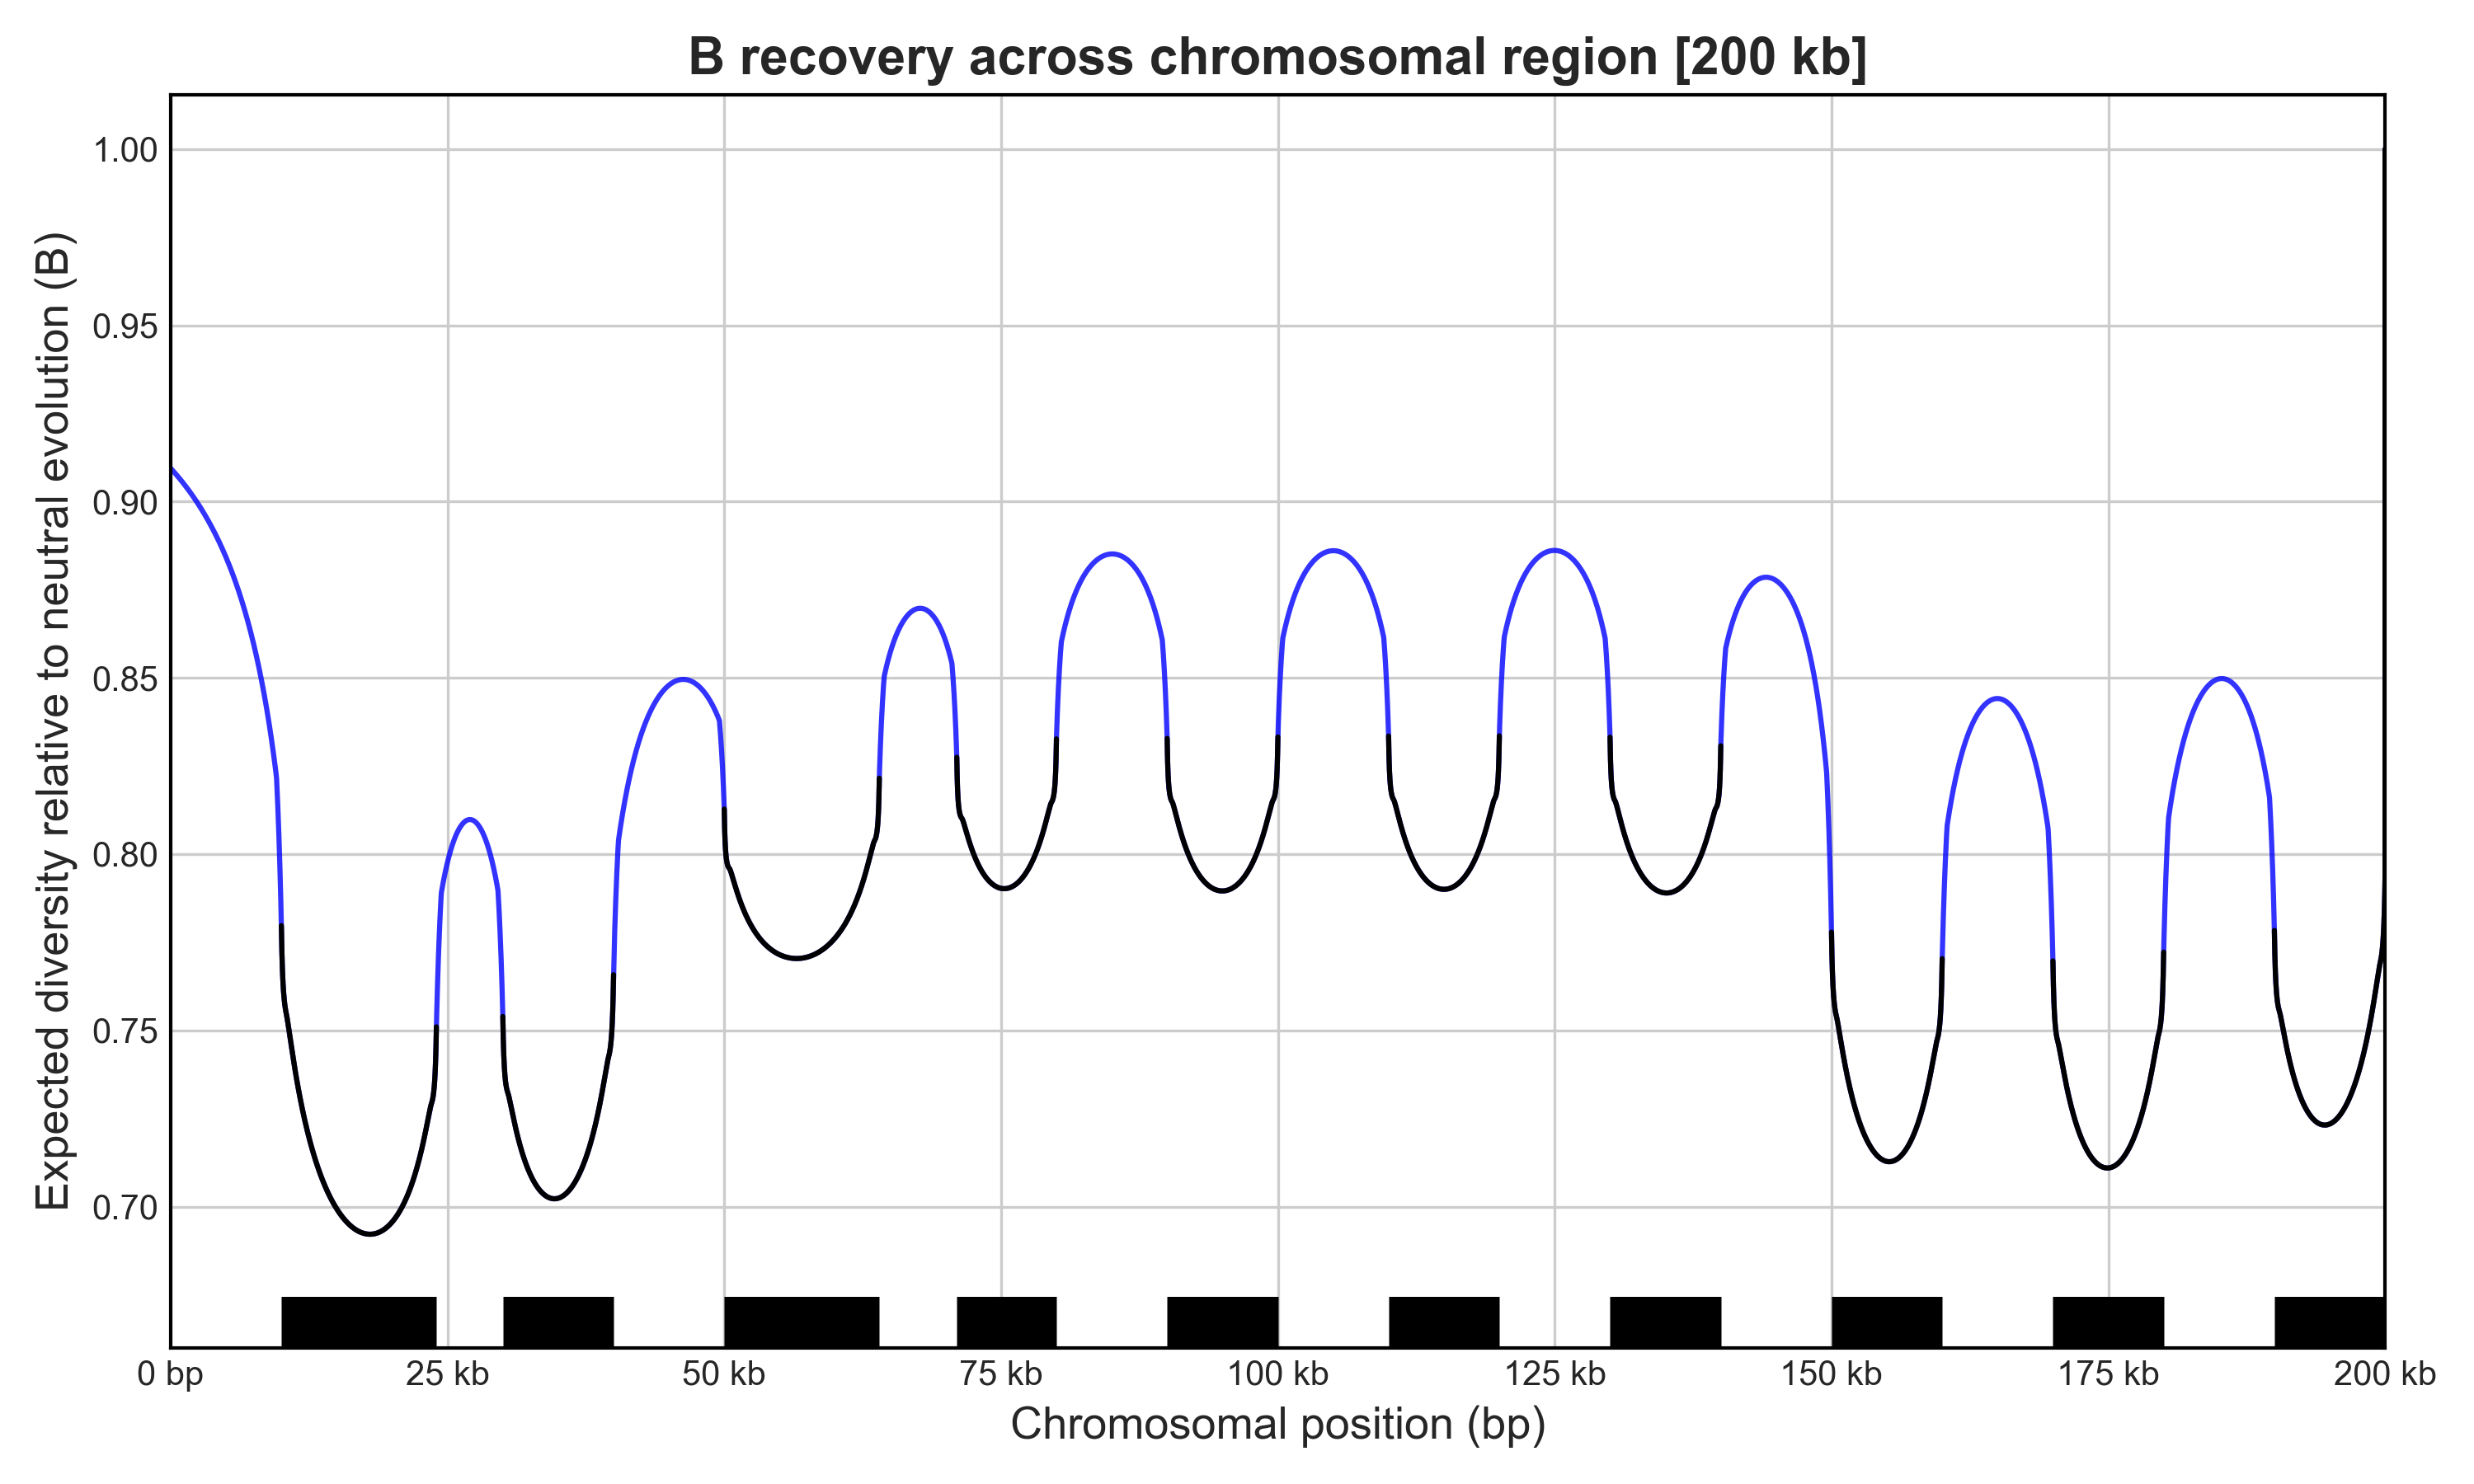 B recovery across chromosomal region [200 kb]
Expected diversity relative to neutral evolution (B)
1.00
0.95
0.90
0.85
0.80
0.75
0.70
0 bp 25 kb 50 kb 75 kb 100 kb 125 kb 150 kb 175 kb 200 kb
Chromosomal position (bp)